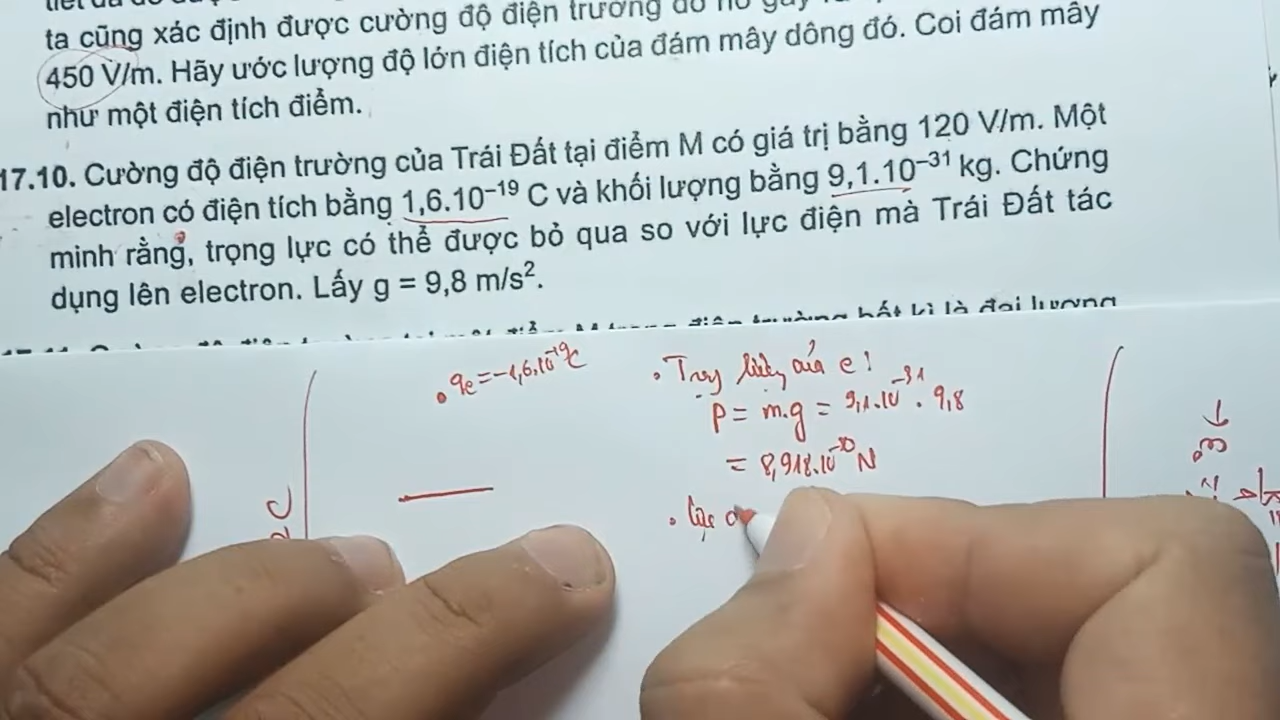 ta cũng xác định được cường độ điện trường do nó
450 V/m. Hãy ước lượng độ lớn điện tích của đám mây dông đó. Coi đám mây
như một điện tích điểm.
17.10. Cường độ điện trường của Trái Đất tại điểm M có giá trị bằng 120 V/m. Một
electron có điện tích bằng 1,6.10⁻¹⁹ C và khối lượng bằng 9,1.10⁻³¹ kg. Chứng
minh rằng, trọng lực có thể được bỏ qua so với lực điện mà Trái Đất tác
dụng lên electron. Lấy g = 9,8 m/s².
qe = -1,6.10⁻¹⁹C
. Trọng lượng của e:
P = m.g = 9,1.10⁻³¹ . 9,8
= 8,918.10⁻³⁰ N
. Lực